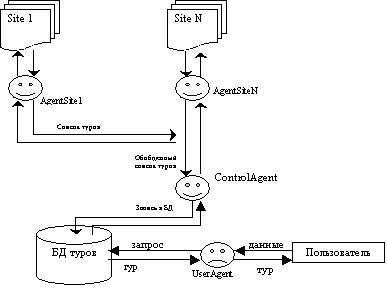 Site 1
Site N
AgentSite1
AgentSiteN
Список туров
Обобщенный
список туров
ControlAgent
Запись в БД
БД туров
запрос
тур
UserAgent
данные
тур
Пользователь